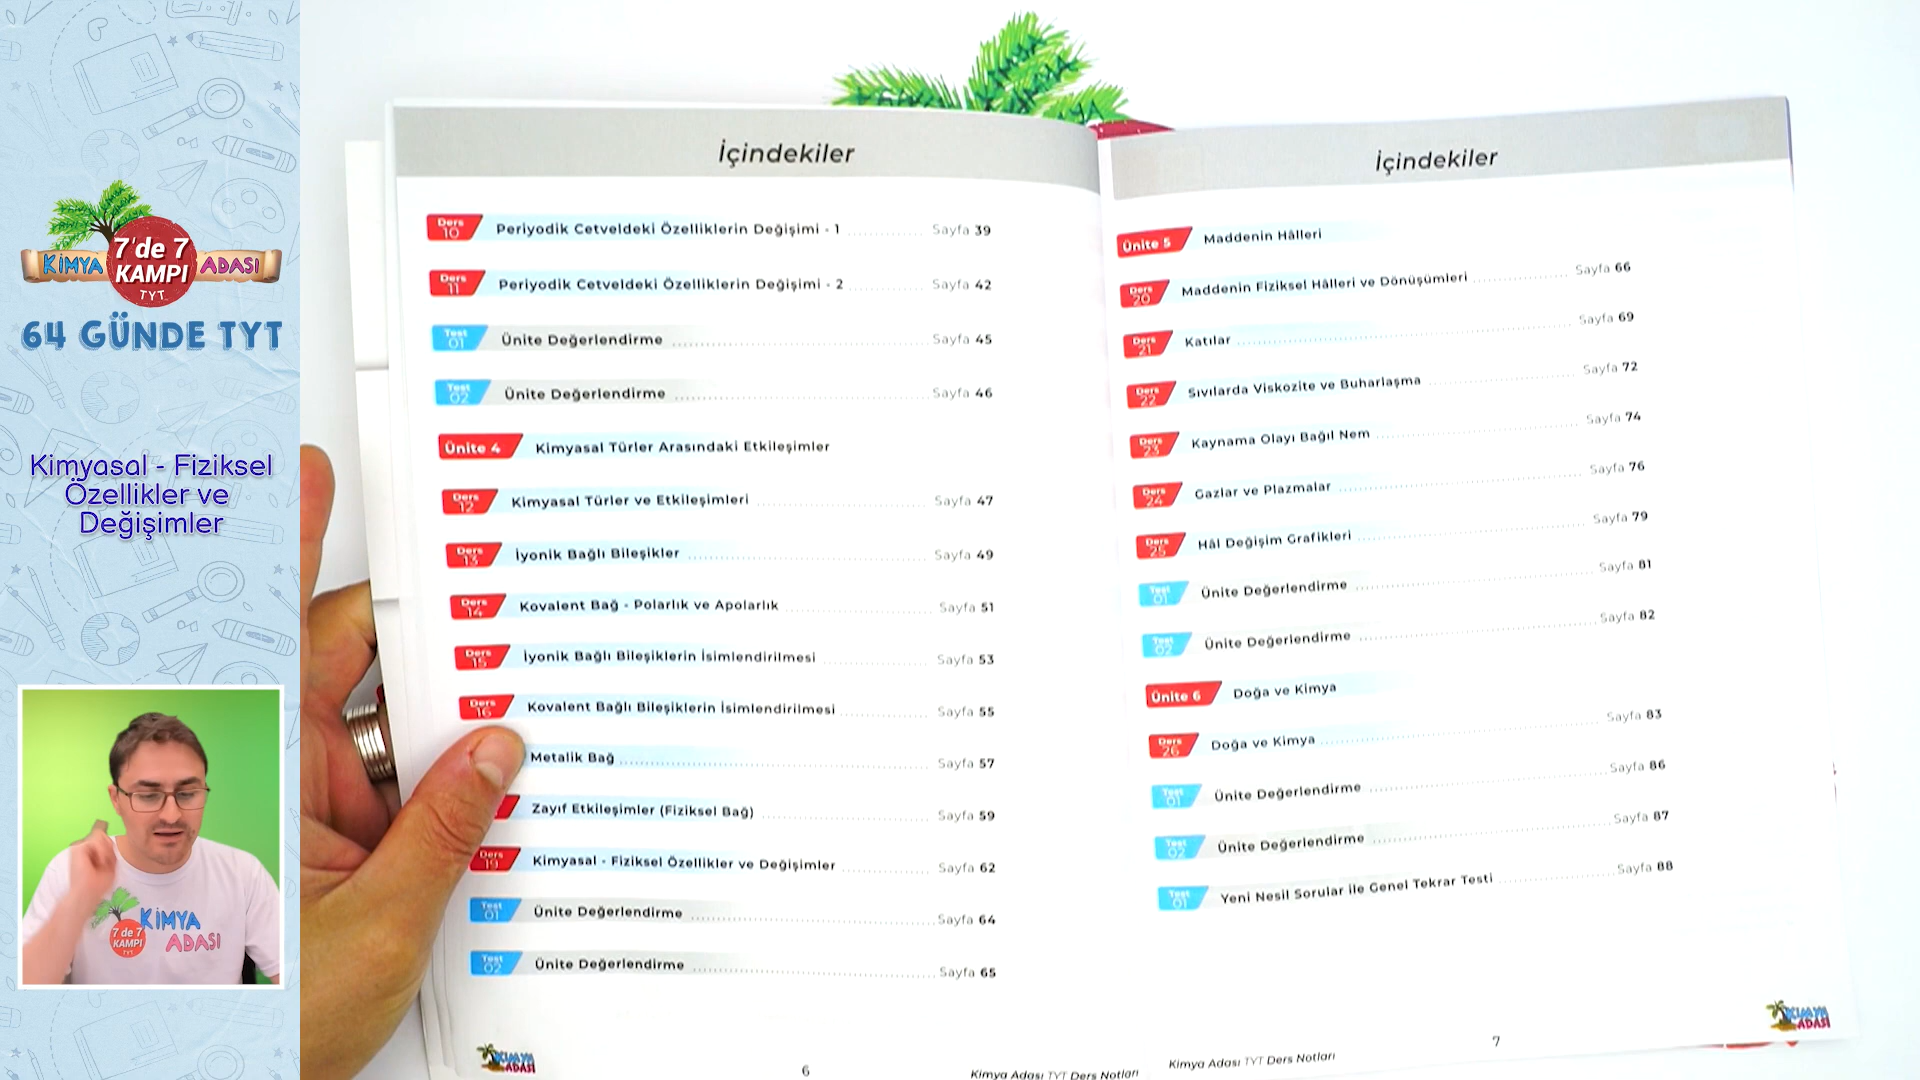 7'de 7
KİMYA KAMPI ADASI
TYT
64 GÜNDE TYT
Kimyasal - Fiziksel
Özellikler ve
Değişimler
KİMYA
ADASI
7 de 7
KAMPI
TYT
İçindekiler
Ders 10 Periyodik Cetveldeki Özelliklerin Değişimi - 1 Sayfa 39
Ders 11 Periyodik Cetveldeki Özelliklerin Değişimi - 2 Sayfa 42
Test 01 Ünite Değerlendirme Sayfa 45
Test 02 Ünite Değerlendirme Sayfa 46
Ünite 4 Kimyasal Türler Arasındaki Etkileşimler
Ders 12 Kimyasal Türler ve Etkileşimleri Sayfa 47
Ders 13 İyonik Bağlı Bileşikler Sayfa 49
Ders 14 Kovalent Bağ - Polarlık ve Apolarlık Sayfa 51
Ders 15 İyonik Bağlı Bileşiklerin İsimlendirilmesi Sayfa 53
Ders 16 Kovalent Bağlı Bileşiklerin İsimlendirilmesi Sayfa 55
Metalik Bağ Sayfa 57
Zayıf Etkileşimler (Fiziksel Bağ) Sayfa 59
Ders 19 Kimyasal - Fiziksel Özellikler ve Değişimler Sayfa 62
Test 01 Ünite Değerlendirme Sayfa 64
Test 02 Ünite Değerlendirme Sayfa 65
KİMYA
ADASI
6
Kimya Adası TYT Ders Notları
İçindekiler
Ünite 5 Maddenin Hâlleri
Ders 20 Maddenin Fiziksel Hâlleri ve Dönüşümleri Sayfa 66
Ders 21 Katılar Sayfa 69
Ders 22 Sıvılarda Viskozite ve Buharlaşma Sayfa 72
Ders 23 Kaynama Olayı Bağıl Nem Sayfa 74
Ders 24 Gazlar ve Plazmalar Sayfa 76
Ders 25 Hâl Değişim Grafikleri Sayfa 79
Test 01 Ünite Değerlendirme Sayfa 81
Test 02 Ünite Değerlendirme Sayfa 82
Ünite 6 Doğa ve Kimya
Ders 26 Doğa ve Kimya Sayfa 83
Test 01 Ünite Değerlendirme Sayfa 86
Test 02 Ünite Değerlendirme Sayfa 87
Test 01 Yeni Nesil Sorular ile Genel Tekrar Testi Sayfa 88
Kimya Adası TYT Ders Notları
7
KİMYA
ADASI